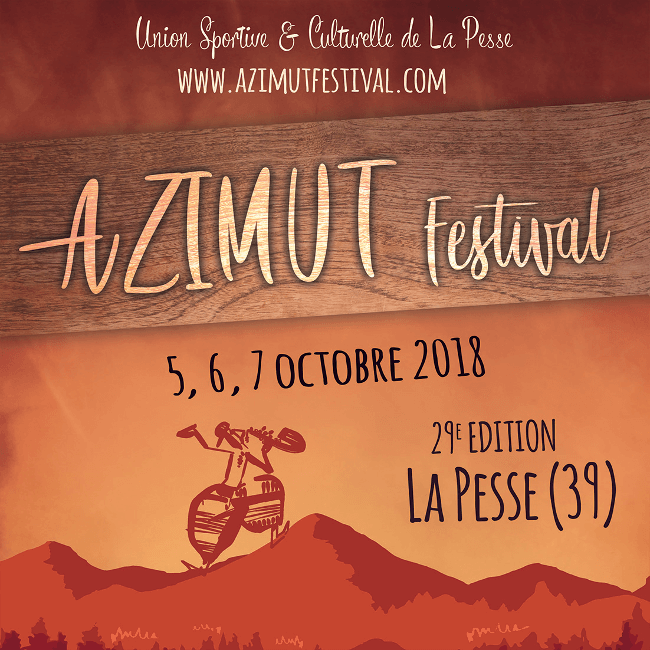 Union Sportive & Culturelle de La Pesse
WWW.AZIMUTFESTIVAL.COM
AZIMUT Festival
5, 6, 7 OCTOBRE 2018
29E EDITION
LA PESSE (39)